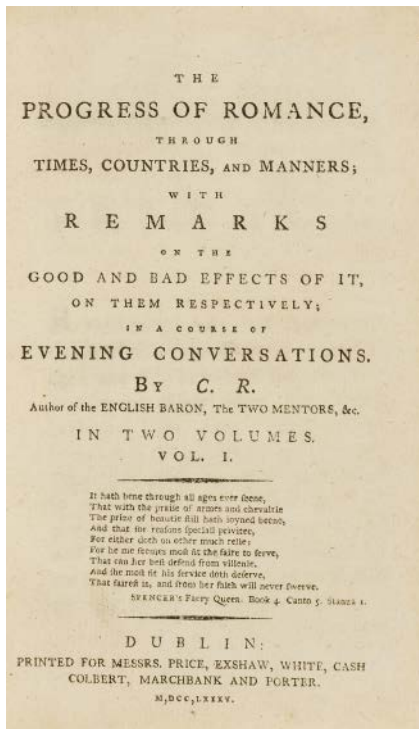 THE
PROGRESS OF ROMANCE,
THROUGH
TIMES, COUNTRIES, AND MANNERS;
WITH
REMARKS
ON THE
GOOD AND BAD EFFECTS OF IT,
ON THEM RESPECTIVELY;
IN A COURSE OF
EVENING CONVERSATIONS.
BY C. R.
Author of the ENGLISH BARON, The TWO MENTORS, &c.
IN TWO VOLUMES.
VOL. I.
It hath bene through all ages ever ſeene,
That with the praiſe of armes and chevalrie
The prize of beautie ſtill hath ioyned beene,
And that for reaſons ſpeciall privitee,
For either doth on other much relie:
For he me ſeemes moſt fit the faire to ſerve,
That can her beſt defend from villenie.
And ſhe moſt fit his ſervice doth deſerve,
That faireſt is, and from her faith will never ſwerve.
SPENCER's Faery Queen. Book 4. Canto 5. Stanza 1.
DUBLIN:
PRINTED FOR MESSRS. PRICE, EXSHAW, WHITE, CASH
COLBERT, MARCHBANK AND PORTER.
M,DCC,LXXXV.